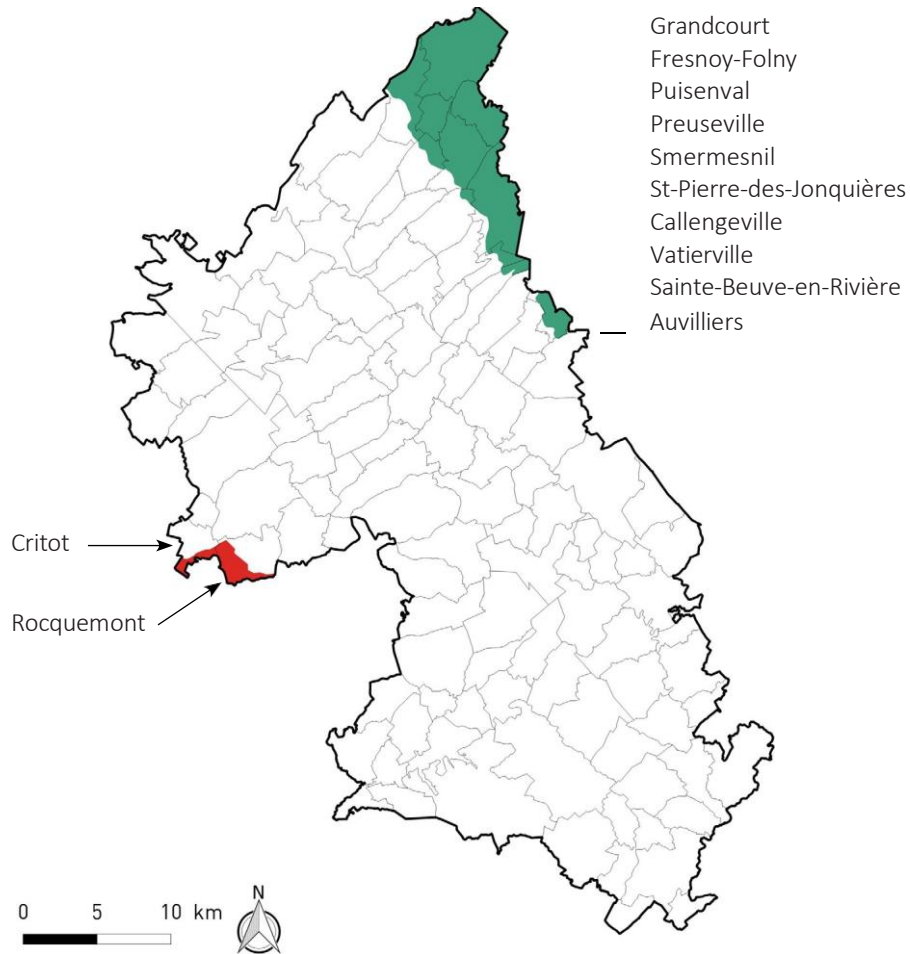 Grandcourt
Fresnoy-Folny
Puisenval
Preuseville
Smermesnil
St-Pierre-des-Jonquières
Callengeville
Vatierville
Sainte-Beuve-en-Rivière
Auvilliers
Critot
Rocquemont
N
0 5 10 km